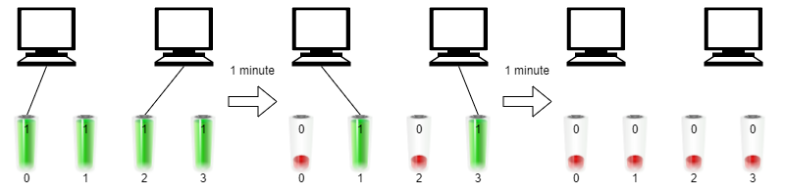 1 minute 1 minute
1 1 1 1 0 1 0 1 0 0 0 0
0 1 2 3 0 1 2 3 0 1 2 3